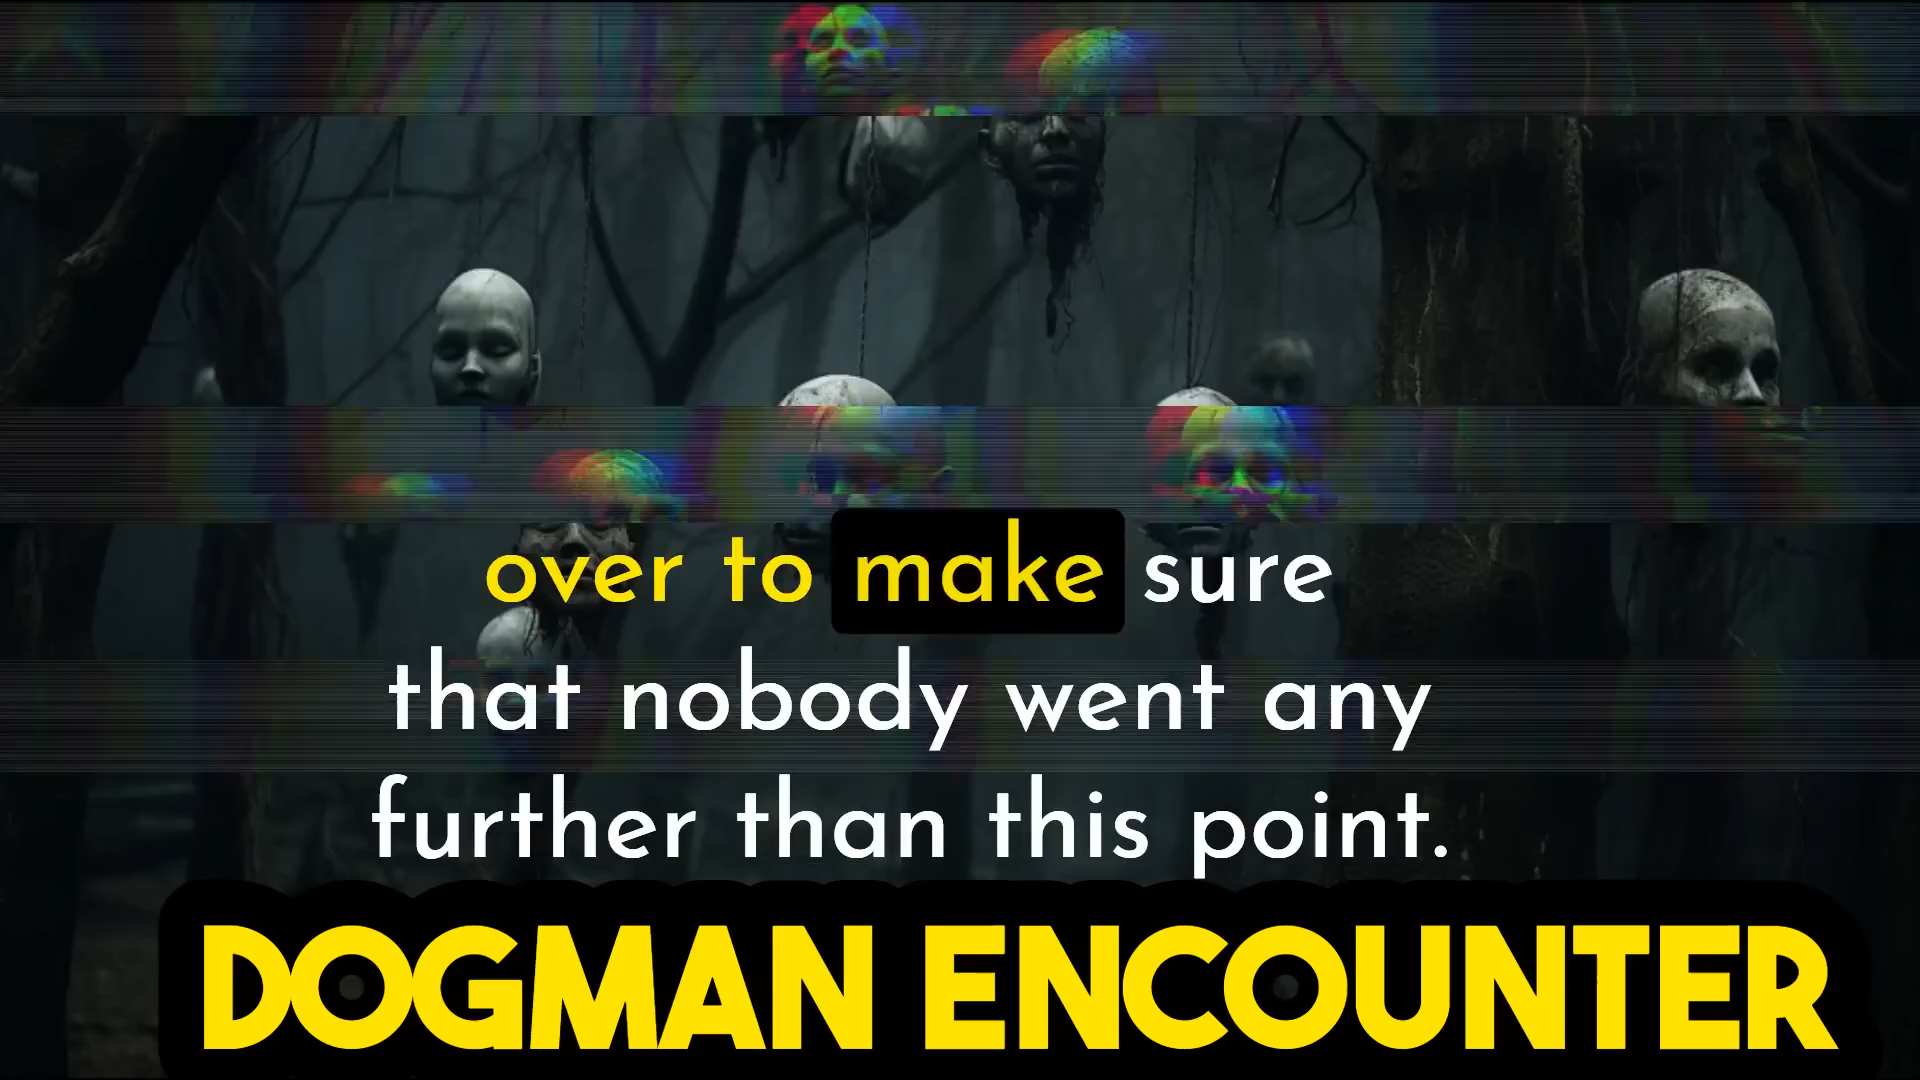 over to make sure
that nobody went any
further than this point.
DOGMAN ENCOUNTER